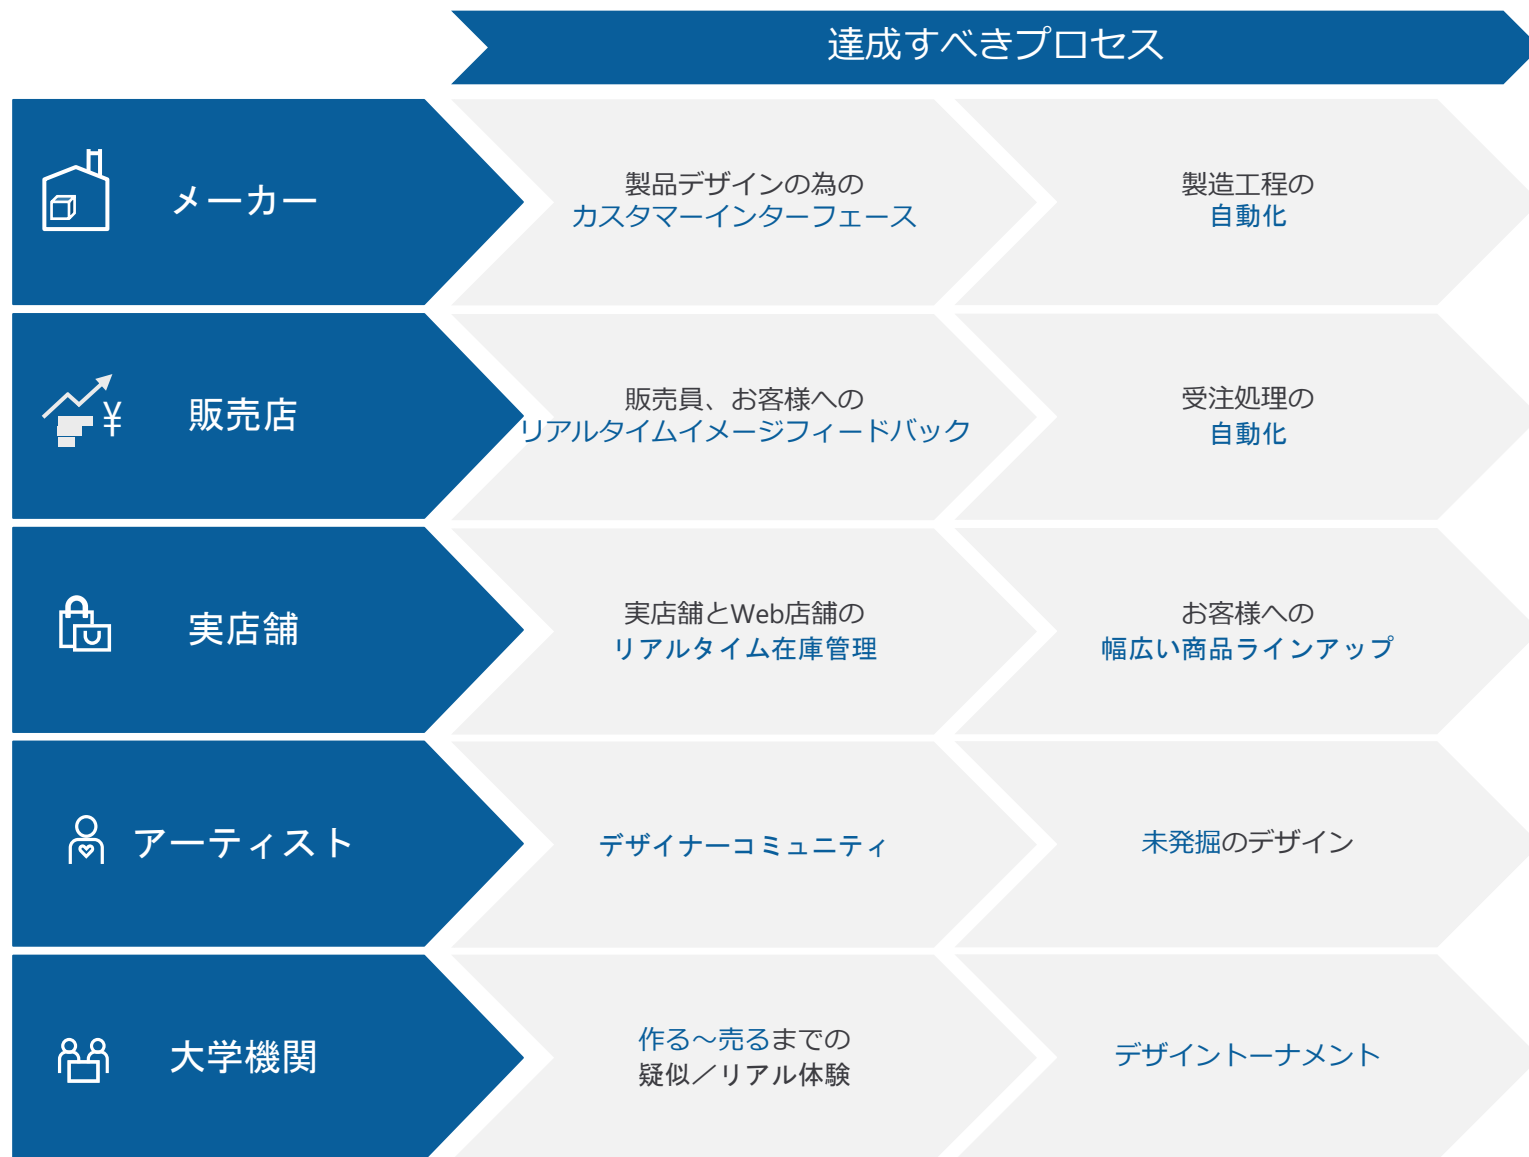 達成すべきプロセス
メーカー
製品デザインの為の
カスタマーインターフェース
製造工程の
自動化
¥
販売店
販売員、お客様への
リアルタイムイメージフィードバック
受注処理の
自動化
実店舗
実店舗とWeb店舗の
リアルタイム在庫管理
お客様への
幅広い商品ラインアップ
アーティスト
デザイナーコミュニティ
未発掘のデザイン
大学機関
作る～売るまでの
疑似／リアル体験
デザイントーナメント